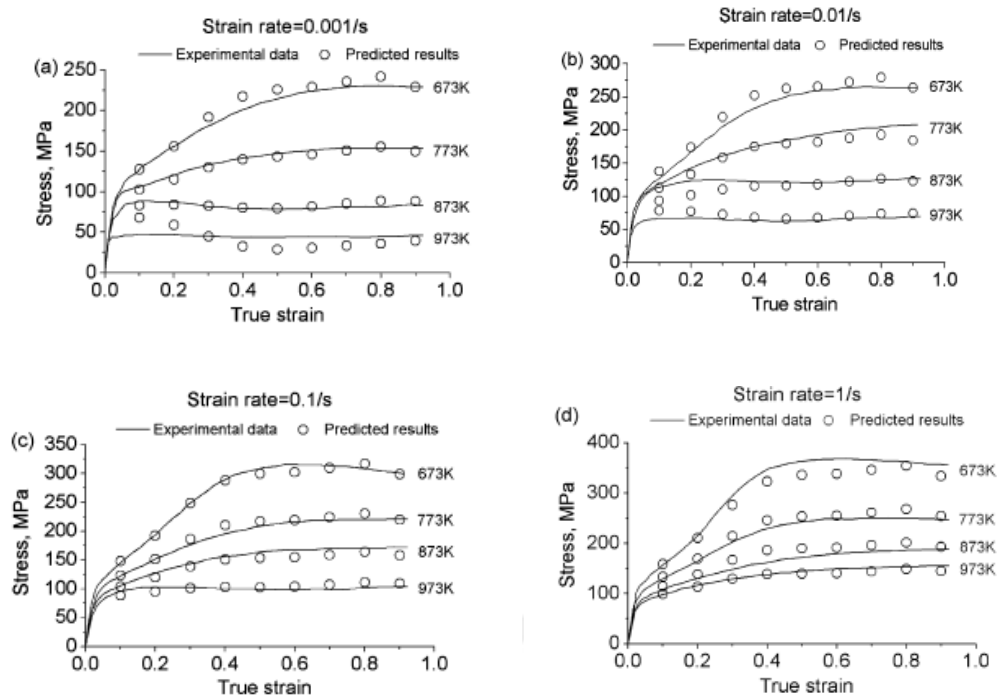 Strain rate=0.001/s
Experimental data Predicted results
(a)
250
200
150
100
50
0
Stress, MPa
673K
773K
873K
973K
0.0 0.2 0.4 0.6 0.8 1.0
True strain
Strain rate=0.01/s
Experimental data Predicted results
(b)
300
250
200
150
100
50
0
Stress, MPa
673K
773K
873K
973K
0.0 0.2 0.4 0.6 0.8 1.0
True strain
Strain rate=0.1/s
Experimental data Predicted results
(c)
350
300
250
200
150
100
50
0
Stress, MPa
673K
773K
873K
973K
0.0 0.2 0.4 0.6 0.8 1.0
True strain
Strain rate=1/s
Experimental data Predicted results
(d)
400
300
200
100
0
Stress, MPa
673K
773K
873K
973K
0.0 0.2 0.4 0.6 0.8 1.0
True strain